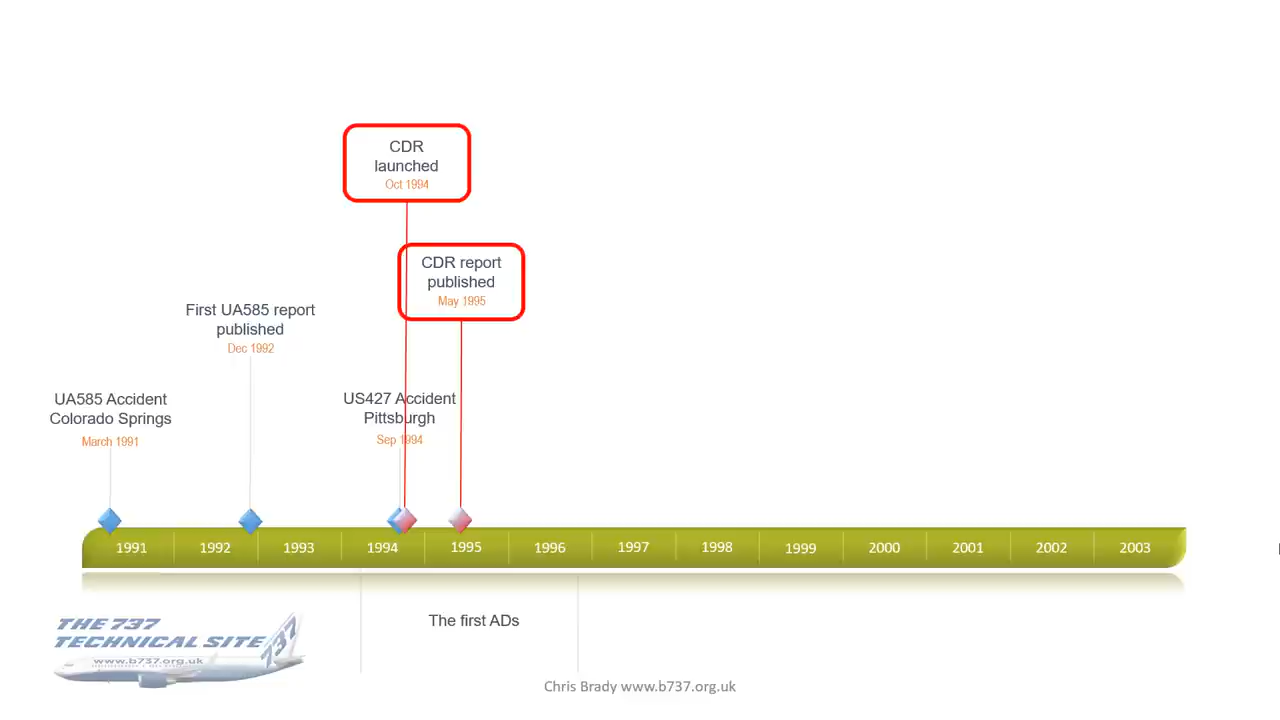 CDR
launched
Oct 1994
CDR report
published
May 1995
First UA585 report
published
Dec 1992
UA585 Accident
Colorado Springs
March 1991
US427 Accident
Pittsburgh
Sep 1994
1991 1992 1993 1994 1995 1996 1997 1998 1999 2000 2001 2002 2003
The first ADs
THE 737
TECHNICAL SITE
737
www.b737.org.uk
Chris Brady www.b737.org.uk